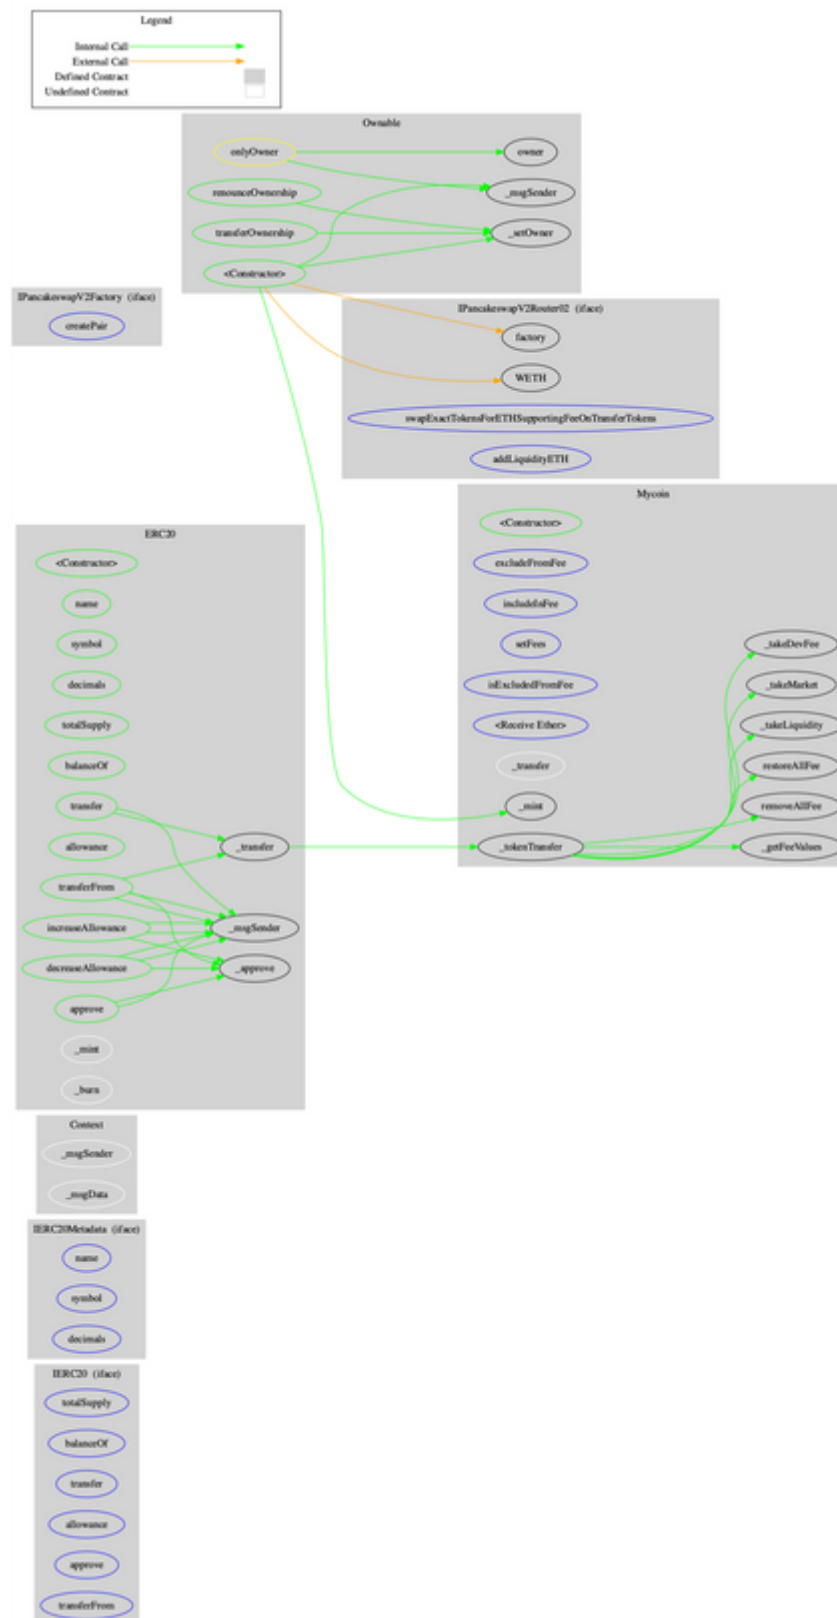 Legend
Internal Call
External Call
Defined Contract
Undefined Contract
Ownable
onlyOwner
owner
renounceOwnership
_msgSender
transferOwnership
_setOwner
<Constructor>
IPancakeswapV2Factory (iface)
createPair
IPancakeswapV2Router02 (iface)
factory
WETH
swapExactTokensForETHSupportingFeeOnTransferTokens
addLiquidityETH
Mycoin
<Constructor>
excludeFromFee
includeInFee
setFees
isExcludedFromFee
<Receive Ether>
_transfer
_mint
_tokenTransfer
_takeDevFee
_takeMarket
_takeLiquidity
restoreAllFee
removeAllFee
_getFeeValues
ERC20
<Constructor>
name
symbol
decimals
totalSupply
balanceOf
transfer
allowance
_transfer
transferFrom
increaseAllowance
_msgSender
decreaseAllowance
_approve
approve
_mint
_burn
Context
_msgSender
_msgData
IERC20Metadata (iface)
name
symbol
decimals
IERC20 (iface)
totalSupply
balanceOf
transfer
allowance
approve
transferFrom